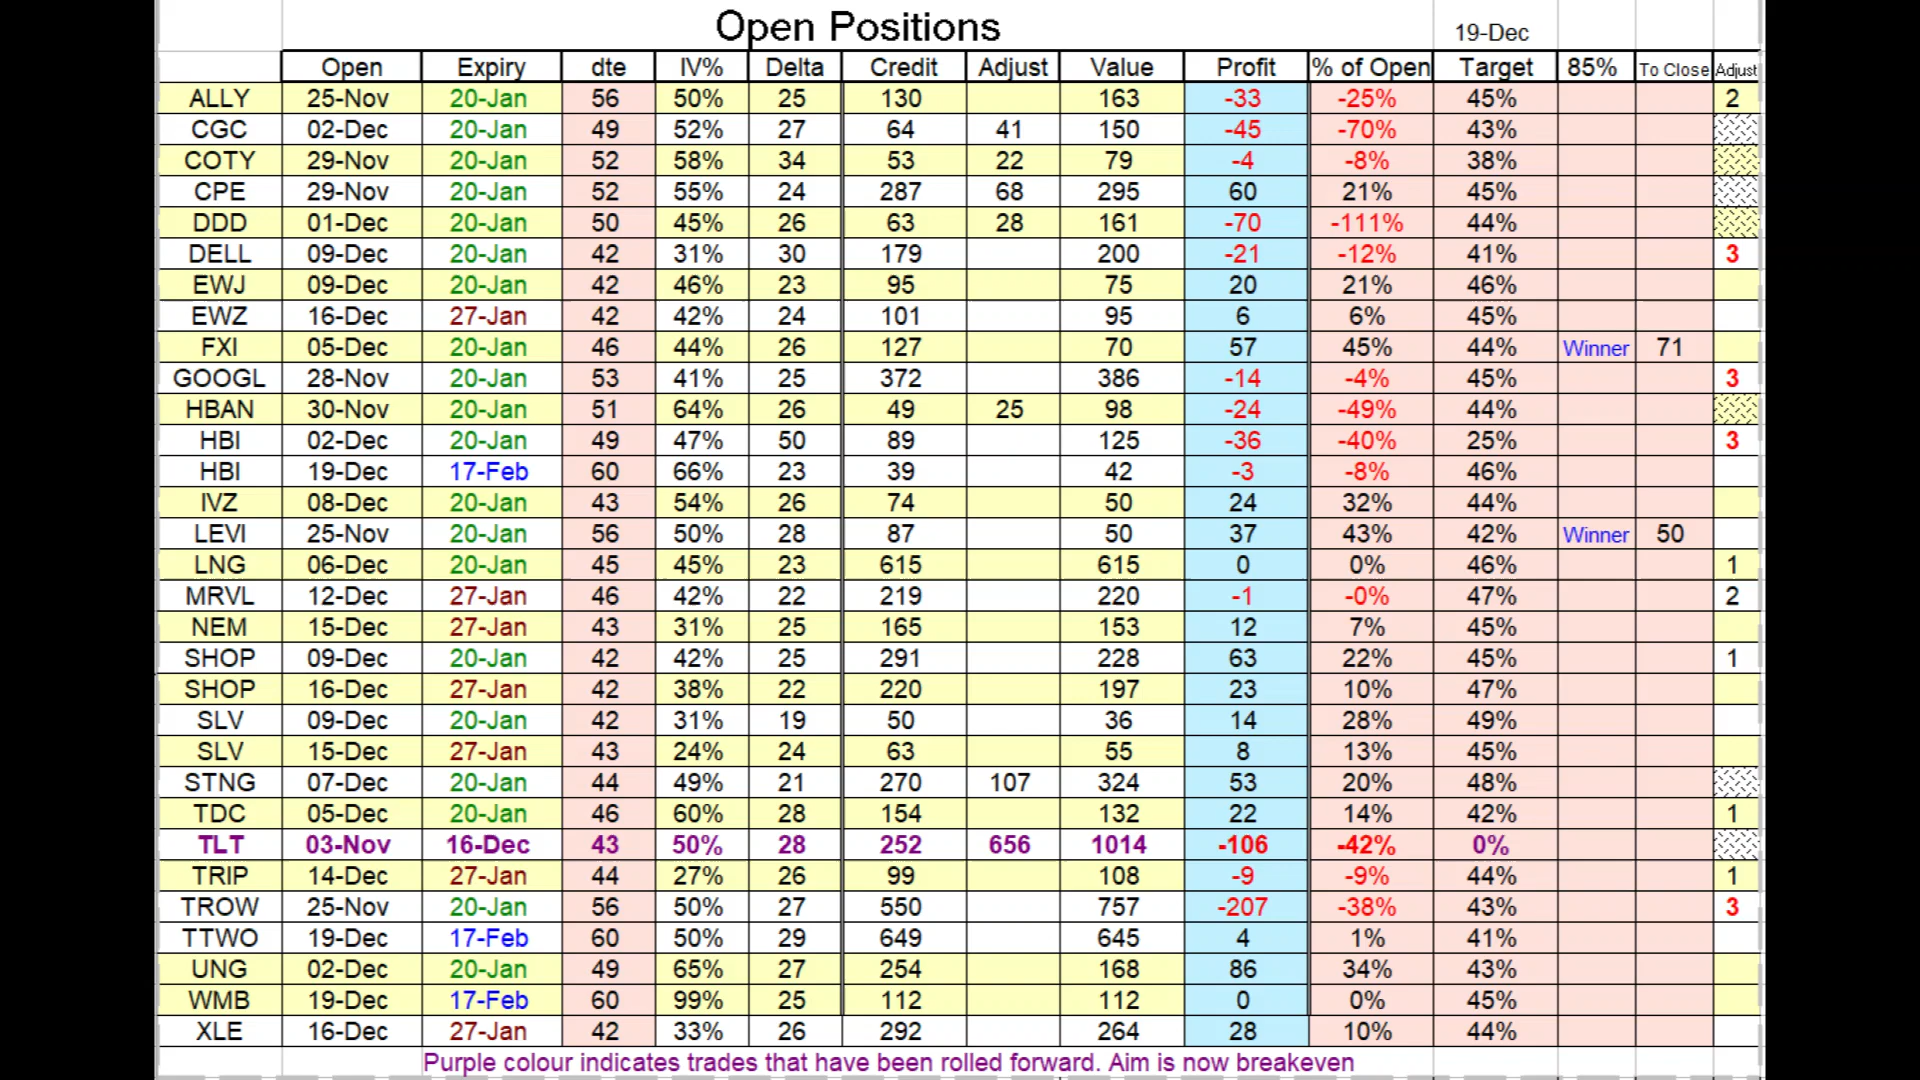 Open Positions 19-Dec
Open Expiry dte IV% Delta Credit Adjust Value Profit % of Open Target 85% To Close Adjust
ALLY 25-Nov 20-Jan 56 50% 25 130 163 -33 -25% 45% 2
CGC 02-Dec 20-Jan 49 52% 27 64 41 150 -45 -70% 43%
COTY 29-Nov 20-Jan 52 58% 34 53 22 79 -4 -8% 38%
CPE 29-Nov 20-Jan 52 55% 24 287 68 295 60 21% 45%
DDD 01-Dec 20-Jan 50 45% 26 63 28 161 -70 -111% 44%
DELL 09-Dec 20-Jan 42 31% 30 179 200 -21 -12% 41% 3
EWJ 09-Dec 20-Jan 42 46% 23 95 75 20 21% 46%
EWZ 16-Dec 27-Jan 42 42% 24 101 95 6 6% 45%
FXI 05-Dec 20-Jan 46 44% 26 127 70 57 45% 44% Winner 71
GOOGL 28-Nov 20-Jan 53 41% 25 372 386 -14 -4% 45% 3
HBAN 30-Nov 20-Jan 51 64% 26 49 25 98 -24 -49% 44%
HBI 02-Dec 20-Jan 49 47% 50 89 125 -36 -40% 25% 3
HBI 19-Dec 17-Feb 60 66% 23 39 42 -3 -8% 46%
IVZ 08-Dec 20-Jan 43 54% 26 74 50 24 32% 44%
LEVI 25-Nov 20-Jan 56 50% 28 87 50 37 43% 42% Winner 50
LNG 06-Dec 20-Jan 45 45% 23 615 615 0 0% 46% 1
MRVL 12-Dec 27-Jan 46 42% 22 219 220 -1 -0% 47% 2
NEM 15-Dec 27-Jan 43 31% 25 165 153 12 7% 45%
SHOP 09-Dec 20-Jan 42 42% 25 291 228 63 22% 45% 1
SHOP 16-Dec 27-Jan 42 38% 22 220 197 23 10% 47%
SLV 09-Dec 20-Jan 42 31% 19 50 36 14 28% 49%
SLV 15-Dec 27-Jan 43 24% 24 63 55 8 13% 45%
STNG 07-Dec 20-Jan 44 49% 21 270 107 324 53 20% 48%
TDC 05-Dec 20-Jan 46 60% 28 154 132 22 14% 42% 1
TLT 03-Nov 16-Dec 43 50% 28 252 656 1014 -106 -42% 0%
TRIP 14-Dec 27-Jan 44 27% 26 99 108 -9 -9% 44% 1
TROW 25-Nov 20-Jan 56 50% 27 550 757 -207 -38% 43% 3
TTWO 19-Dec 17-Feb 60 50% 29 649 645 4 1% 41%
UNG 02-Dec 20-Jan 49 65% 27 254 168 86 34% 43%
WMB 19-Dec 17-Feb 60 99% 25 112 112 0 0% 45%
XLE 16-Dec 27-Jan 42 33% 26 292 264 28 10% 44%
Purple colour indicates trades that have been rolled forward. Aim is now breakeven